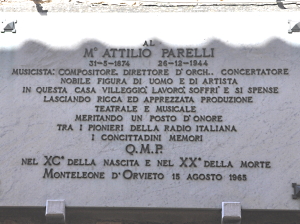 AL
M° ATTILIO PARELLI
31-5-1874 26-12-1944
MUSICISTA: COMPOSITORE, DIRETTORE D'ORCH., CONCERTATORE
NOBILE FIGURA DI UOMO E DI ARTISTA
IN QUESTA CASA VILLEGGIÒ, LAVORÒ, SOFFRÌ E SI SPENSE
LASCIANDO RICCA ED APPREZZATA PRODUZIONE
TEATRALE E MUSICALE
MERITANDO UN POSTO D'ONORE
TRA I PIONIERI DELLA RADIO ITALIANA
I CONCITTADINI MEMORI
Q.M.P.
NEL XC° DELLA NASCITA E NEL XX° DELLA MORTE
MONTELEONE D'ORVIETO 15 AGOSTO 1965